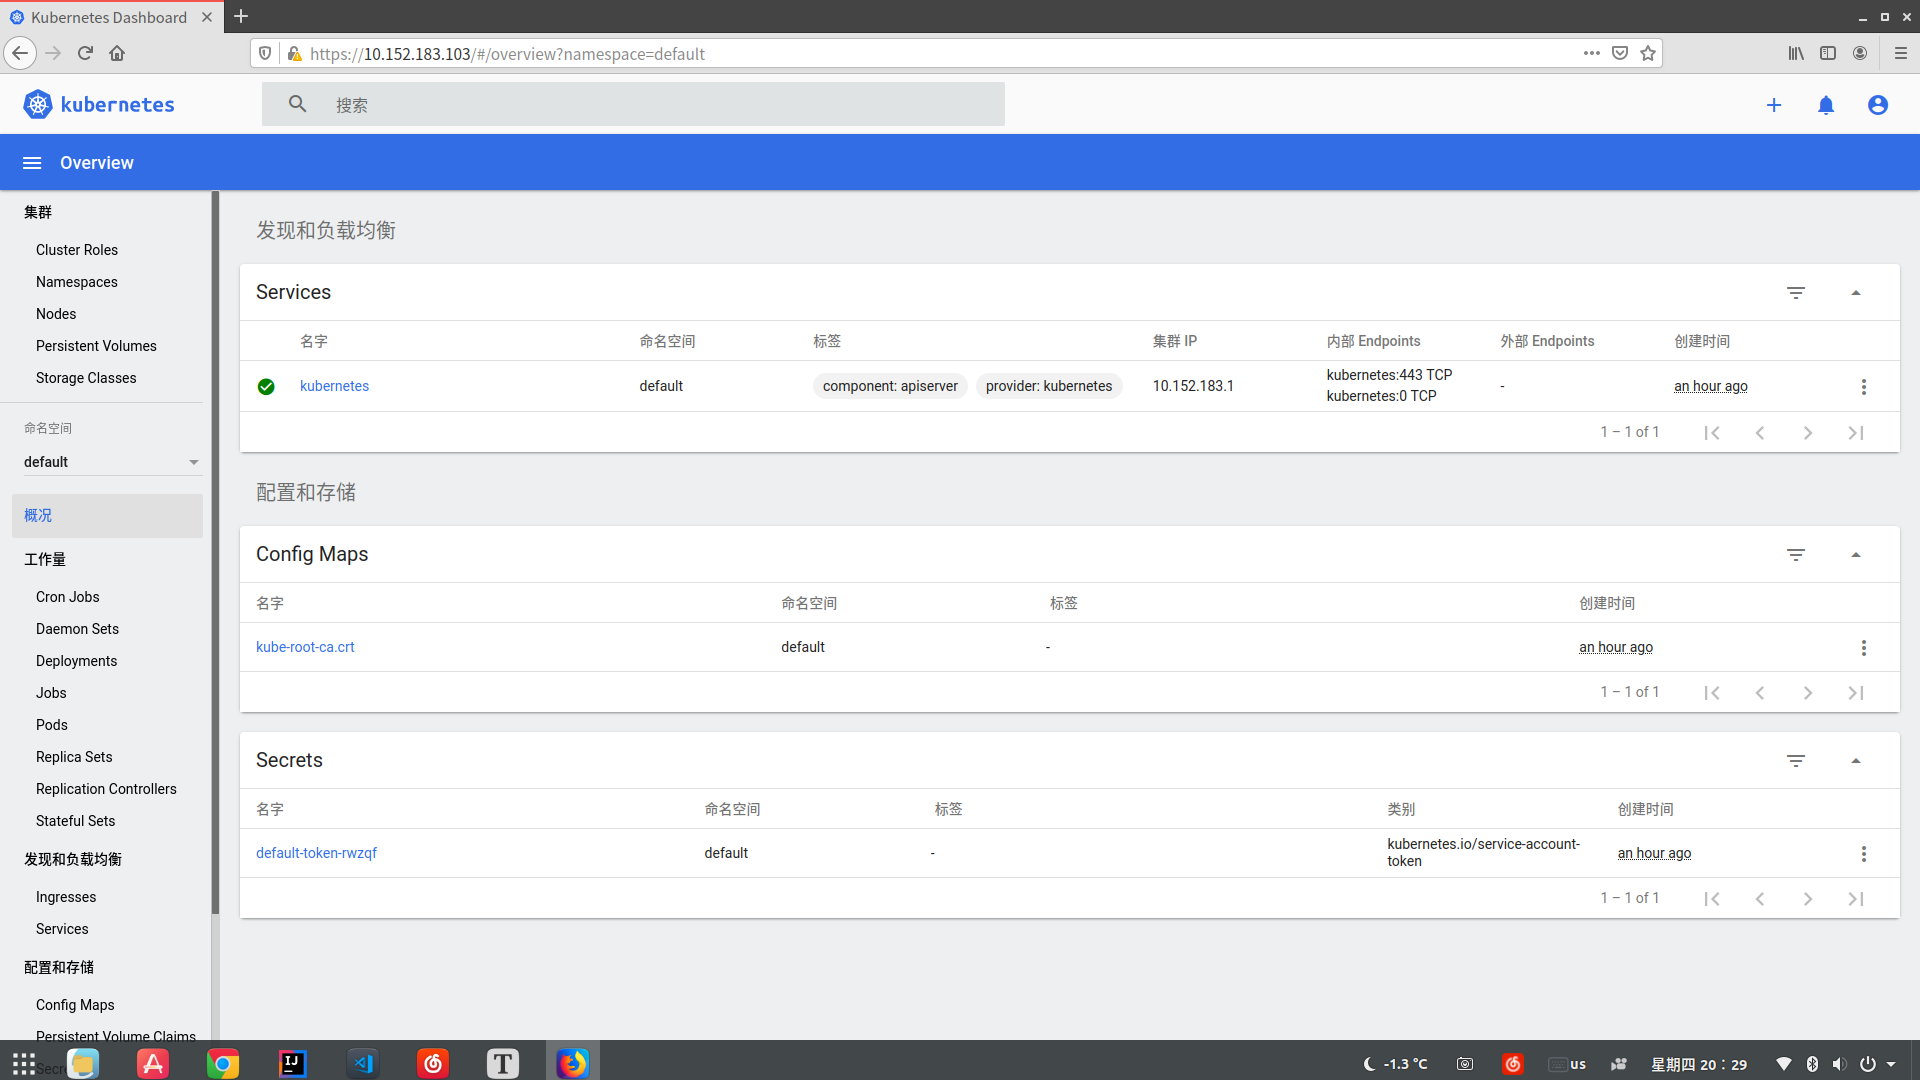 Kubernetes Dashboard
https://10.152.183.103/#/overview?namespace=default
kubernetes
搜索
Overview
集群
Cluster Roles
Namespaces
Nodes
Persistent Volumes
Storage Classes
命名空间
default
概况
工作量
Cron Jobs
Daemon Sets
Deployments
Jobs
Pods
Replica Sets
Replication Controllers
Stateful Sets
发现和负载均衡
Ingresses
Services
配置和存储
Config Maps
Persistent Volume Claims
发现和负载均衡
Services
名字 命名空间 标签 集群 IP 内部 Endpoints 外部 Endpoints 创建时间
kubernetes default component: apiserver provider: kubernetes 10.152.183.1 kubernetes:443 TCP - an hour ago
kubernetes:0 TCP
1 – 1 of 1
配置和存储
Config Maps
名字 命名空间 标签 创建时间
kube-root-ca.crt default - an hour ago
1 – 1 of 1
Secrets
名字 命名空间 标签 类别 创建时间
default-token-rwzqf default - kubernetes.io/service-account- an hour ago
token
1 – 1 of 1
-1.3 ℃ us 星期四 20：29